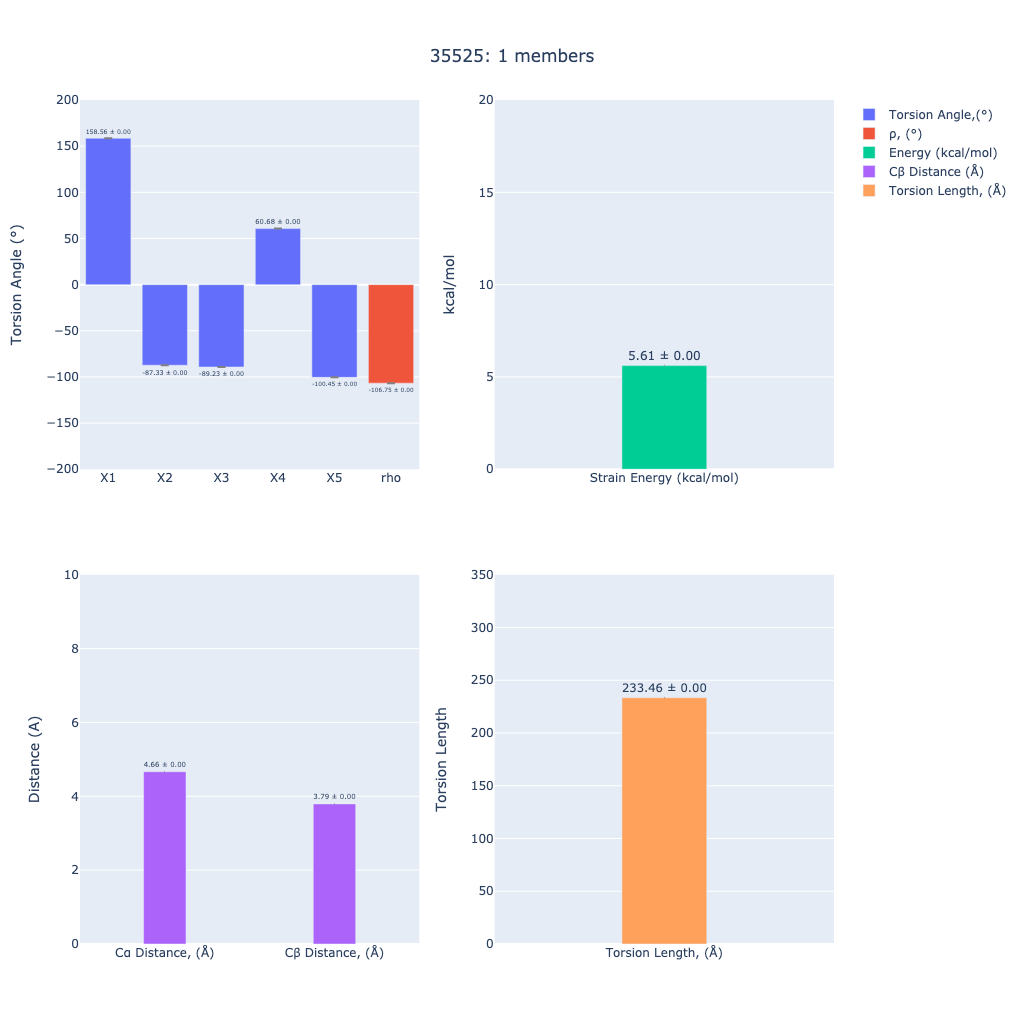 35525: 1 members
200
150
100
50
0
−50
−100
−150
−200
Torsion Angle (°)
158.56 ± 0.00
-87.33 ± 0.00
-89.23 ± 0.00
60.68 ± 0.00
-100.45 ± 0.00
-106.75 ± 0.00
X1 X2 X3 X4 X5 rho
20
15
10
5
0
kcal/mol
5.61 ± 0.00
Strain Energy (kcal/mol)
Torsion Angle,(°)
ρ, (°)
Energy (kcal/mol)
Cβ Distance (Å)
Torsion Length, (Å)
10
8
6
4
2
0
Distance (A)
4.66 ± 0.00
3.79 ± 0.00
Cα Distance, (Å) Cβ Distance, (Å)
350
300
250
200
150
100
50
0
Torsion Length
233.46 ± 0.00
Torsion Length, (Å)